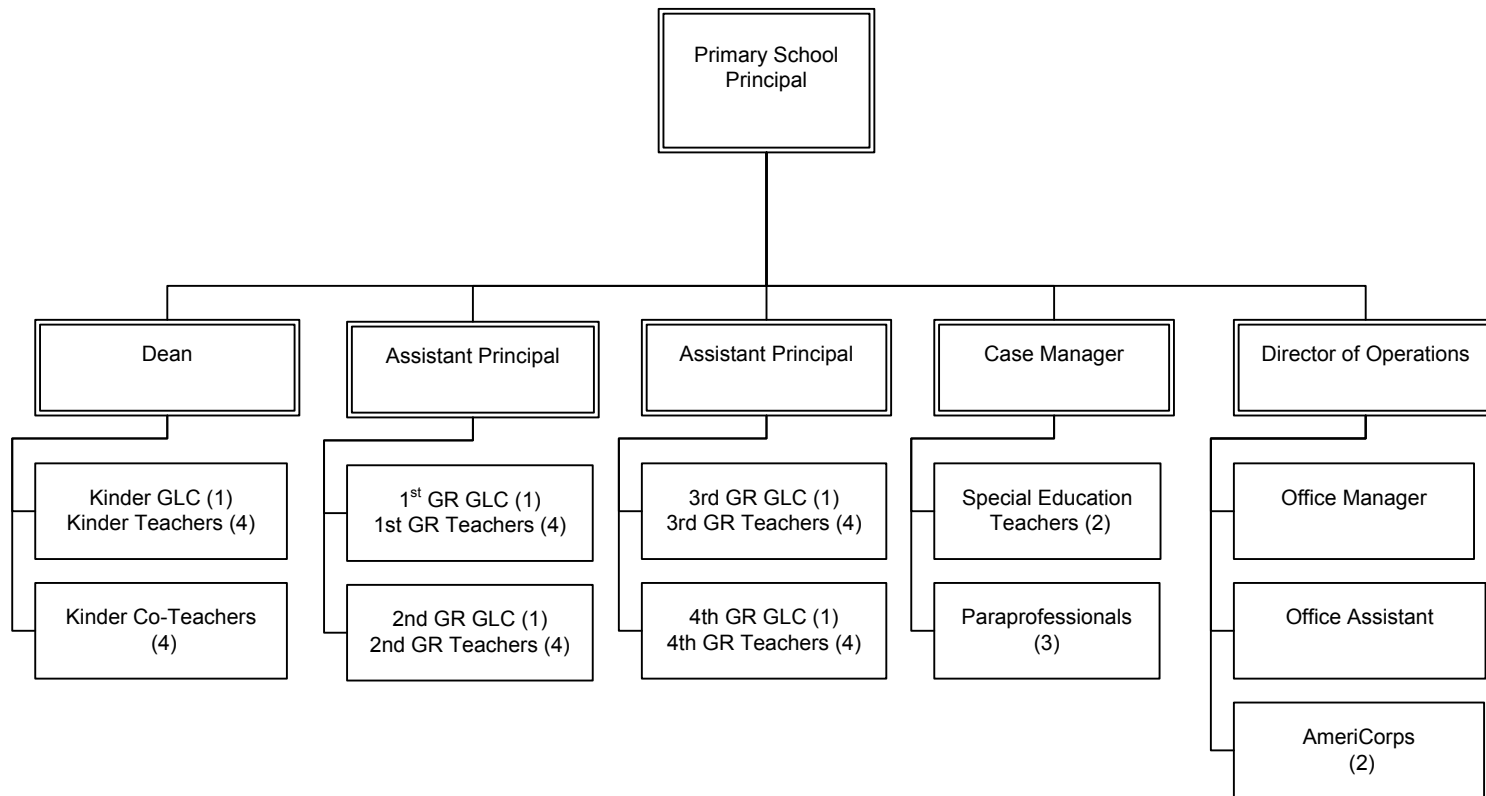 Primary School
Principal
Dean
Assistant Principal
Assistant Principal
Case Manager
Director of Operations
Kinder GLC (1)
Kinder Teachers (4)
1st GR GLC (1)
1st GR Teachers (4)
3rd GR GLC (1)
3rd GR Teachers (4)
Special Education
Teachers (2)
Office Manager
Kinder Co-Teachers
(4)
2nd GR GLC (1)
2nd GR Teachers (4)
4th GR GLC (1)
4th GR Teachers (4)
Paraprofessionals
(3)
Office Assistant
AmeriCorps
(2)